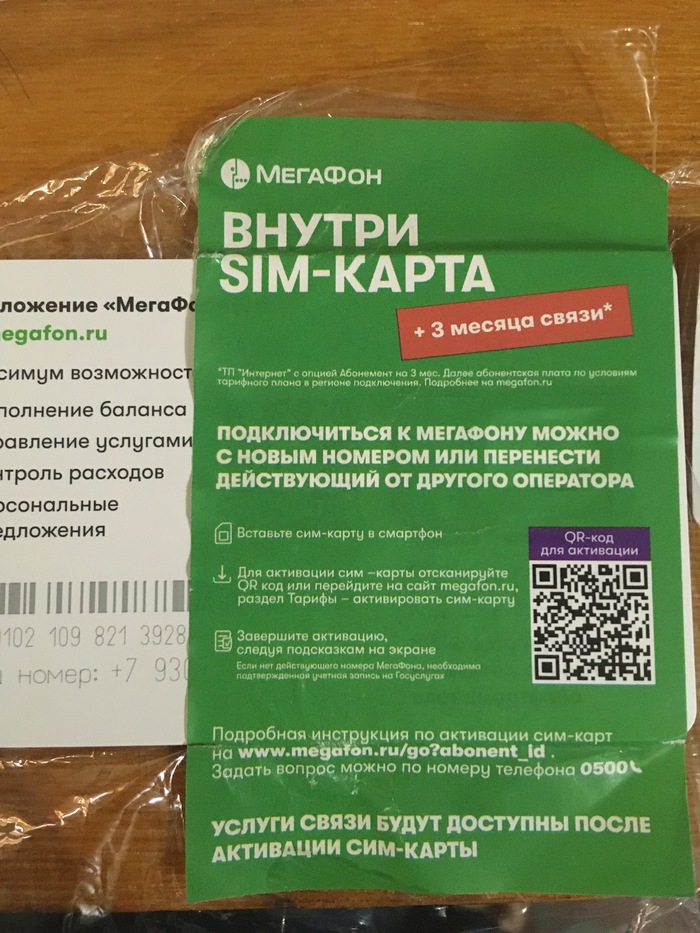 МЕГАФОН
ВНУТРИ
SIM-КАРТА
+ 3 месяца связи*
*ТП "Интернет" с опцией Абонемент на 3 мес. Далее абонентская плата по условиям
тарифного плана в регионе подключения. Подробнее на megafon.ru
ПОДКЛЮЧИТЬСЯ К МЕГАФОНУ МОЖНО
С НОВЫМ НОМЕРОМ ИЛИ ПЕРЕНЕСТИ
ДЕЙСТВУЮЩИЙ ОТ ДРУГОГО ОПЕРАТОРА
Вставьте сим-карту в смартфон
Для активации сим –карты отсканируйте
QR код или перейдите на сайт megafon.ru,
раздел Тарифы – активировать сим-карту
Завершите активацию,
следуя подсказкам на экране
Если нет действующего номера МегаФона, необходима
подтвержденная учетная запись на Госуслугах
QR-код
для активации
Подробная инструкция по активации сим-карт
на www.megafon.ru/go?abonent_id .
Задать вопрос можно по номеру телефона 0500
УСЛУГИ СВЯЗИ БУДУТ ДОСТУПНЫ ПОСЛЕ
АКТИВАЦИИ СИМ-КАРТЫ
ложение «МегаФо
egafon.ru
симум возможност
полнение баланса
равление услугами
нтроль расходов
рсональные
едложения
0102 109 821 3928
номер: +7 930